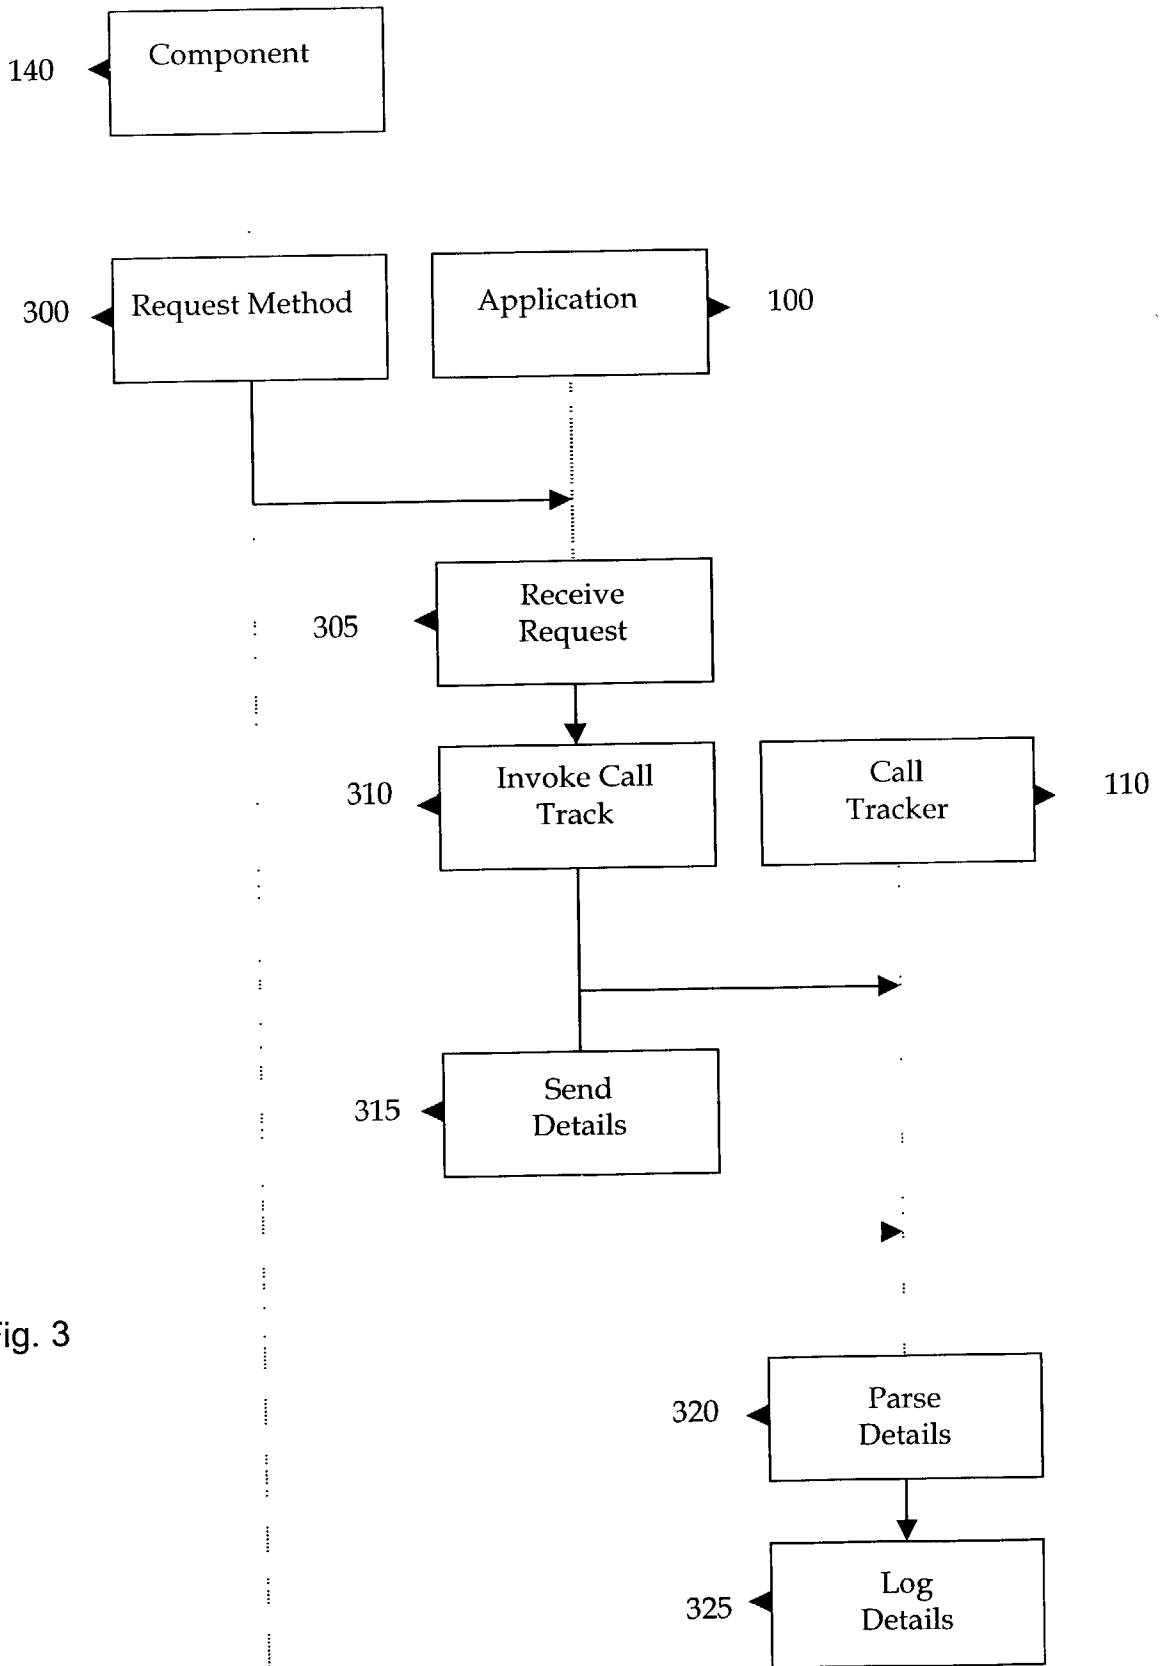 Component
140
Request Method
Application
300
100
Receive
Request
305
Invoke Call
Track
310
Call
Tracker
110
Send
Details
315
Fig. 3
Parse
Details
320
Log
Details
325